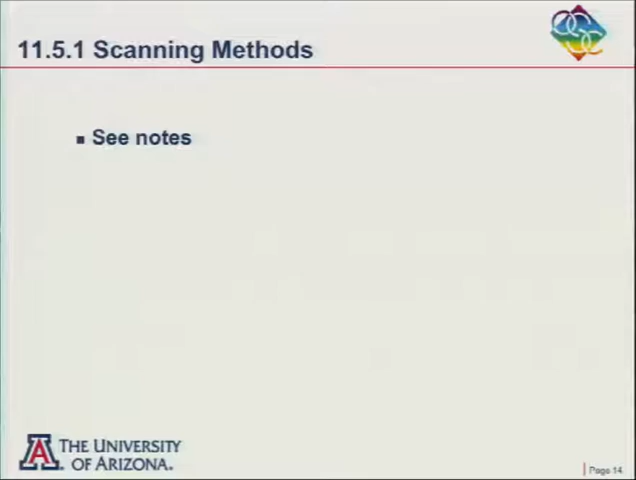 11.5.1 Scanning Methods
See notes
THE UNIVERSITY
OF ARIZONA.
Page 14